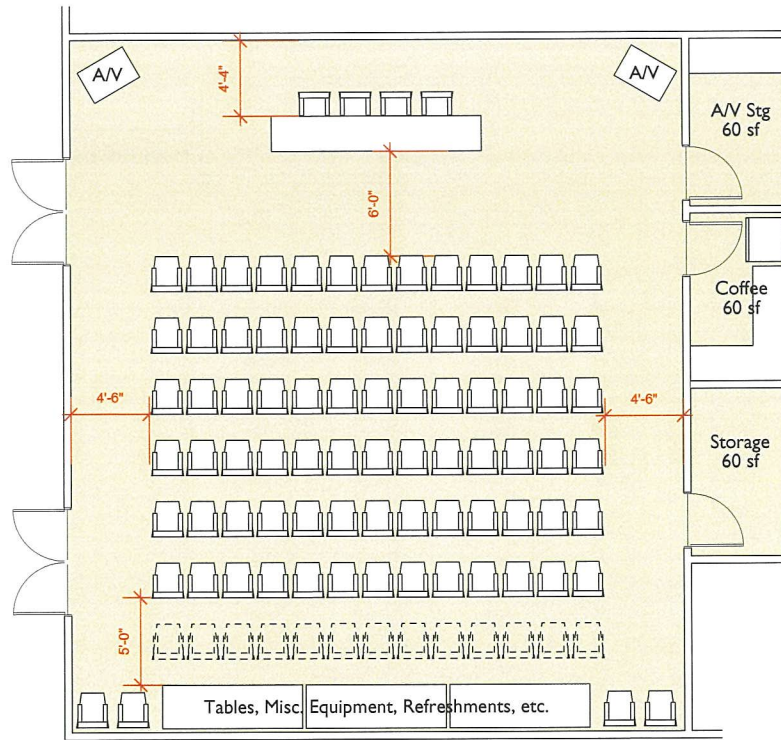 A/V
A/V
4'-4"
A/V Stg
60 sf
6'-0"
Coffee
60 sf
4'-6"
4'-6"
Storage
60 sf
5'-0"
Tables, Misc. Equipment, Refreshments, etc.